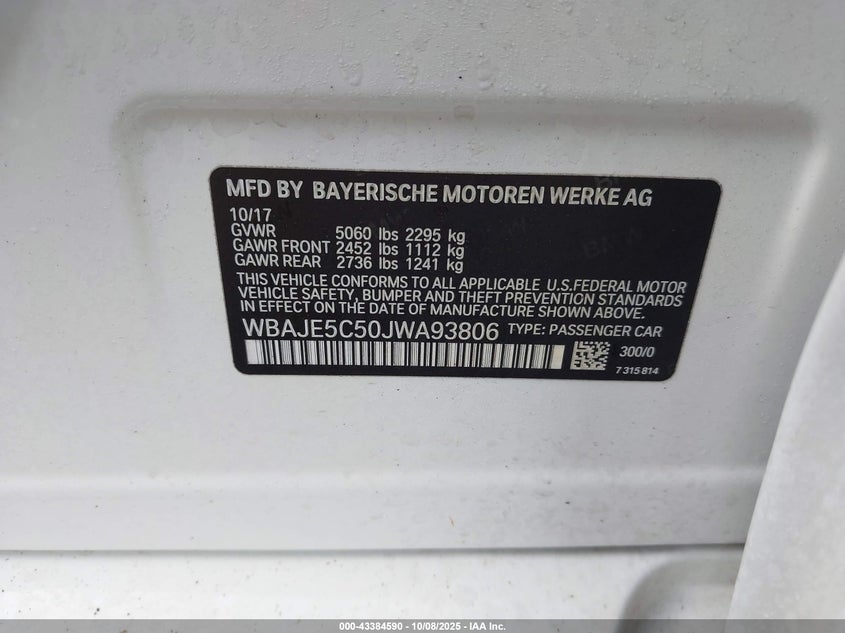 MFD BY BAYERISCHE MOTOREN WERKE AG
10/17
GVWR 5060 lbs 2295 kg
GAWR FRONT 2452 lbs 1112 kg
GAWR REAR 2736 lbs 1241 kg
THIS VEHICLE CONFORMS TO ALL APPLICABLE U.S.FEDERAL MOTOR
VEHICLE SAFETY, BUMPER AND THEFT PREVENTION STANDARDS
IN EFFECT ON THE DATE OF MANUFACTURE SHOWN ABOVE.
WBAJE5C50JWA93806 TYPE: PASSENGER CAR
300/0
7 315 814
000-43384590 - 10/08/2025 - IAA Inc.